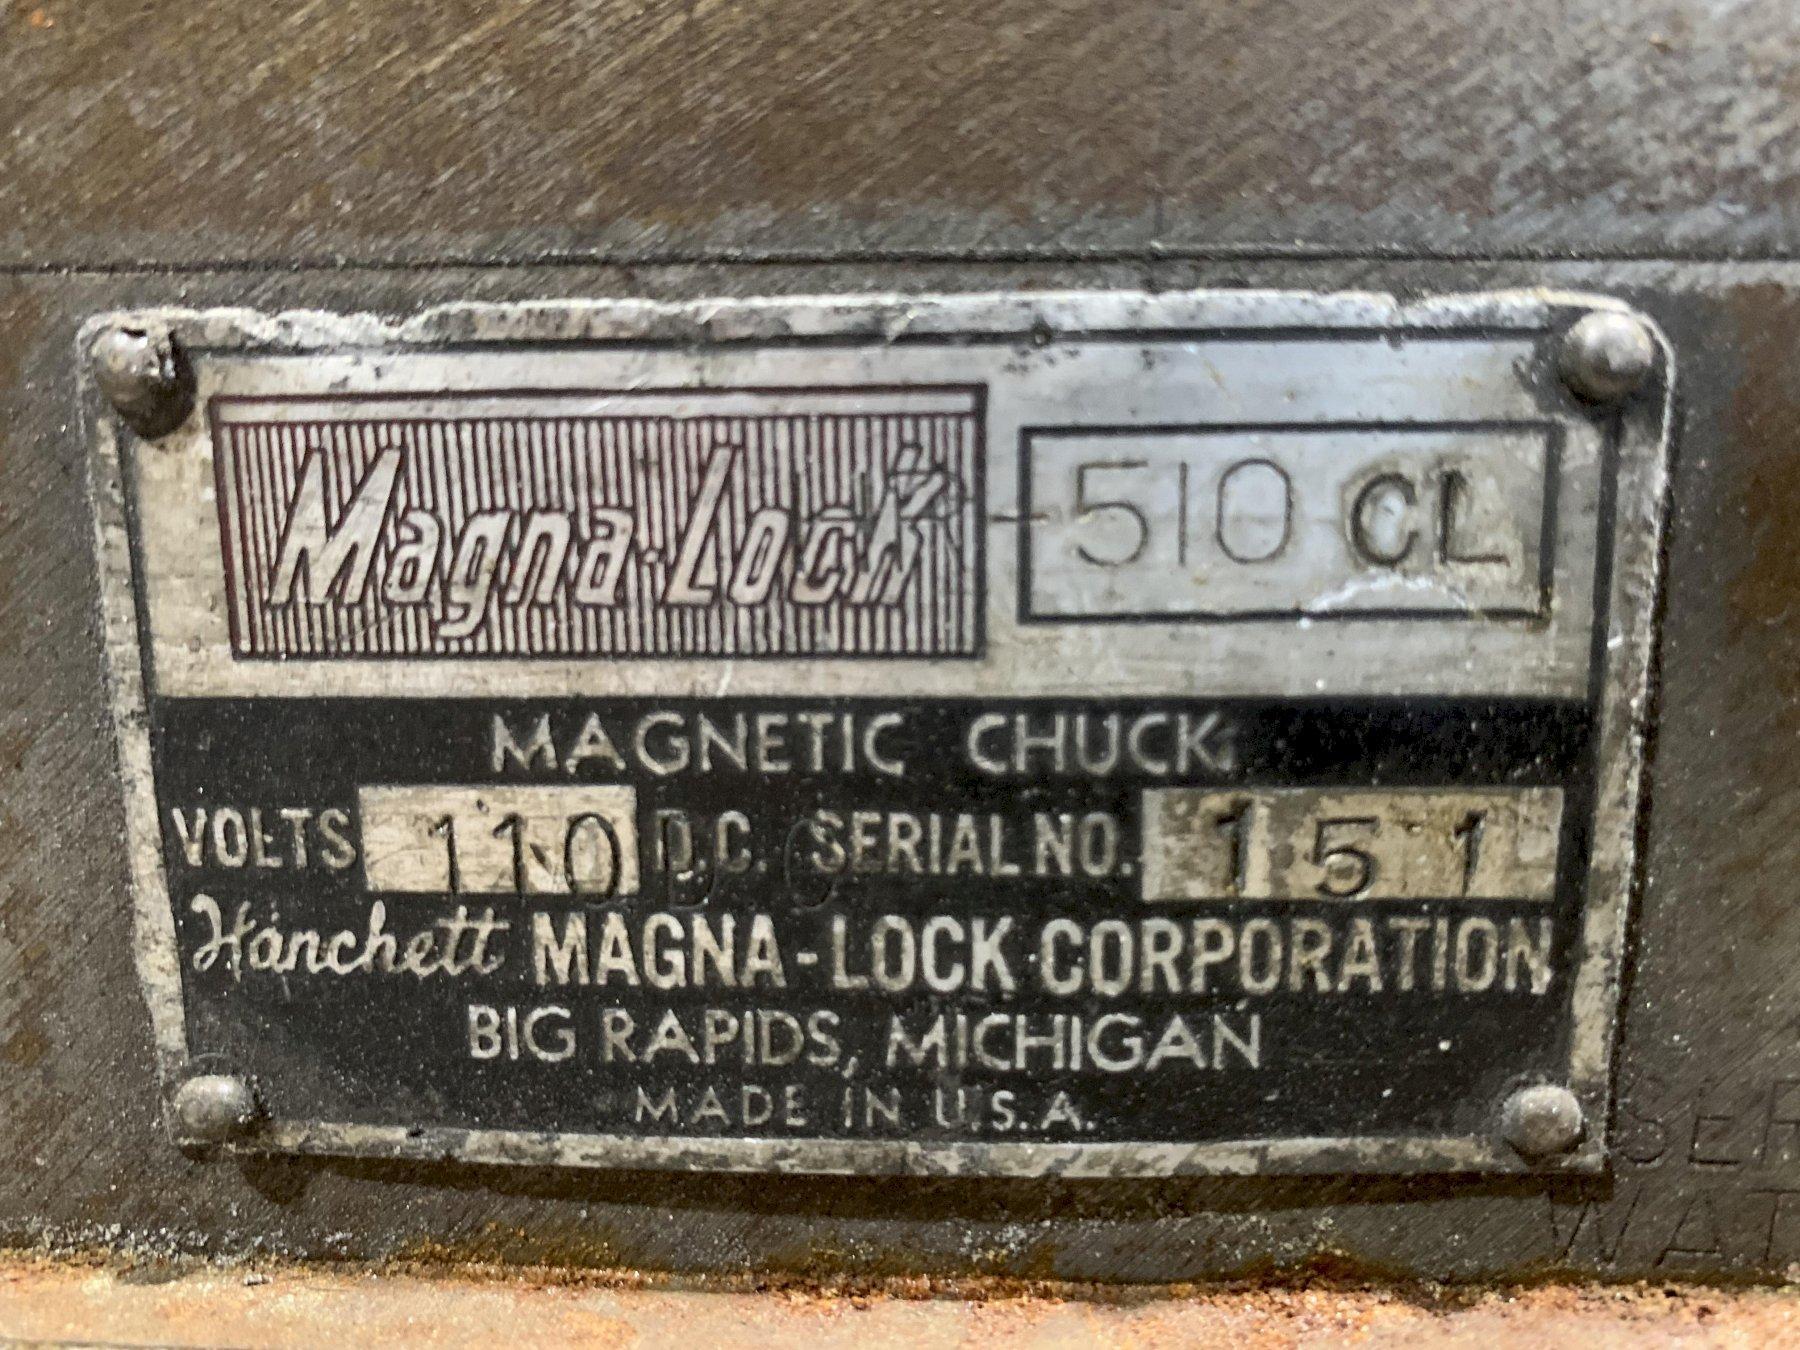 Magna-Lock 510 CL
MAGNETIC CHUCK
VOLTS 110 D.C. D.C SERIAL NO. 151
Hanchett MAGNA-LOCK CORPORATION
BIG RAPIDS, MICHIGAN
MADE IN U.S.A.